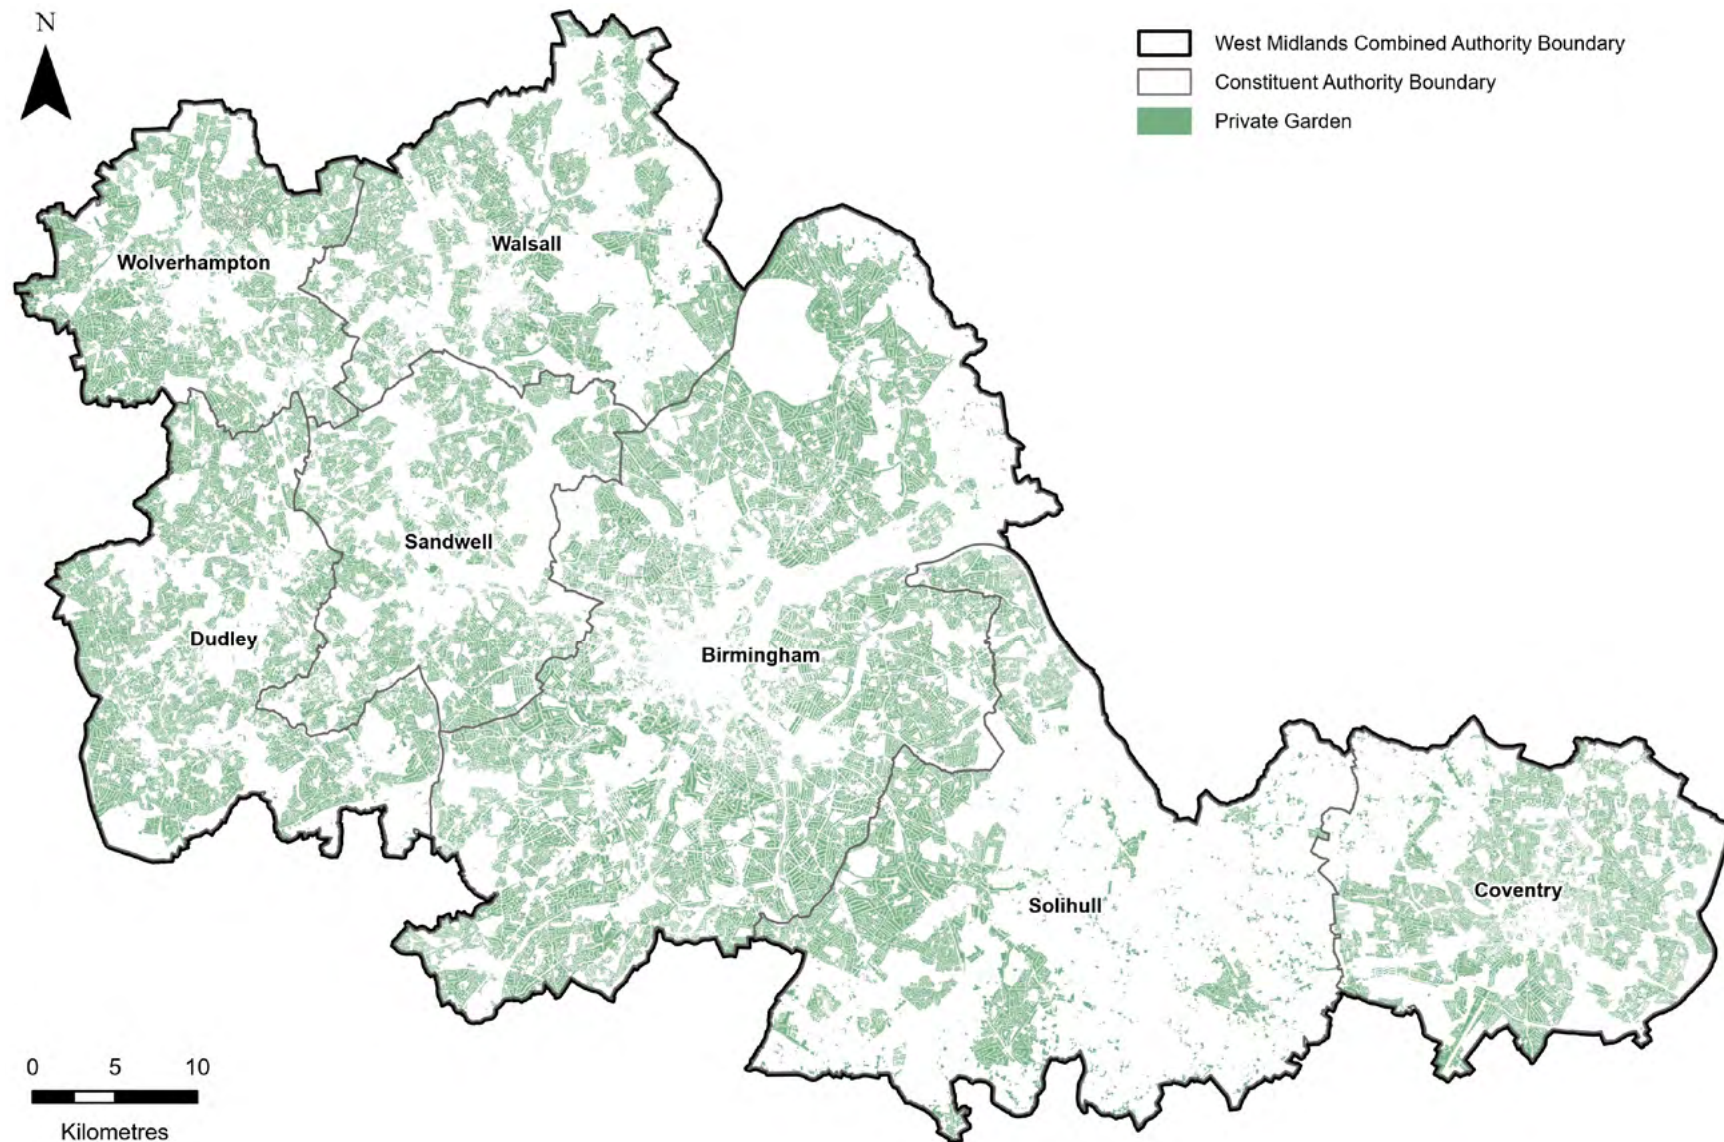 N
West Midlands Combined Authority Boundary
Constituent Authority Boundary
Private Garden
Walsall
Wolverhampton
Sandwell
Dudley
Birmingham
Coventry
Solihull
0 5 10
Kilometres